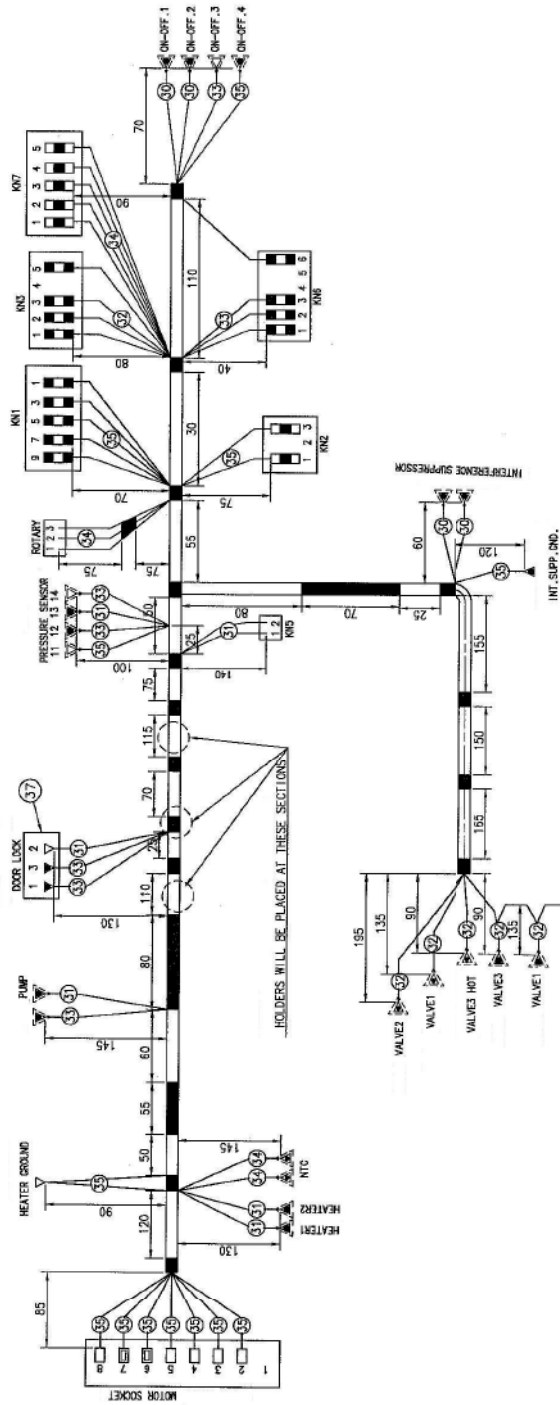 MOTOR SOCKET
1
2
3
4
5
6
7
8
35
35
35
35
35
35
35
85
120
HEATER GROUND
35
90
50
145
130
31
31
34
34
HEATER1
HEATER2
NTC
55
60
PUMP
33
31
145
80
110
DOOR LOCK
37
1 3 2
33
33
31
130
25
70
115
75
HOLDERS WILL BE PLACED AT THESE SECTIONS
PRESSURE SENSOR
11 12 13 14
35
33
31
33
100
20
25
31
140
1 2
KN5
ROTARY
1 2 3
34
75
75
55
KN1
9 7 5 3 1
35
70
35
75
1 2 3
KN2
30
KN3
1 2 3 4 5
32
80
KN7
1 2 3 4 5
34
90
110
33
40
1 2 3 4 5 6
KN6
70
30
30
33
35
ON-OFF.1
ON-OFF.2
ON-OFF.3
ON-OFF.4
80
70
25
60
30
30
INTERFERENCE SUPPRESSOR
120
35
INT.SUPP.GND.
155
150
165
195
135
90
90
135
32
32
32
32
32
VALVE2
VALVE1
VALVE3 HOT
VALVE3
VALVE1